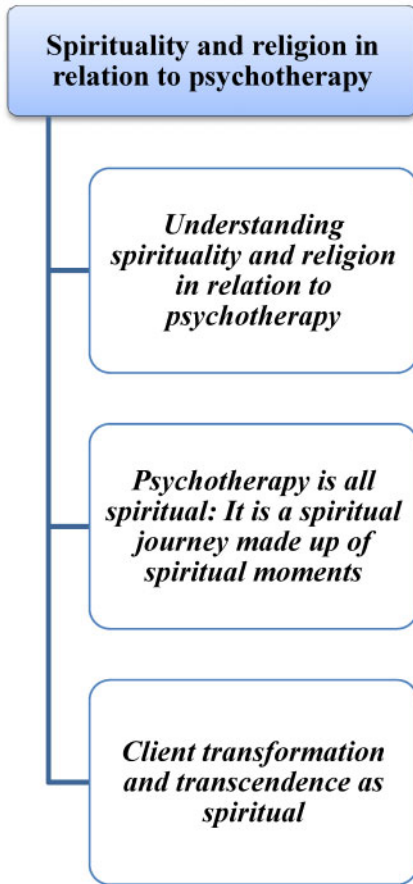 Spirituality and religion in
relation to psychotherapy
Understanding
spirituality and religion
in relation to
psychotherapy
Psychotherapy is all
spiritual: It is a spiritual
journey made up of
spiritual moments
Client transformation
and transcendence as
spiritual